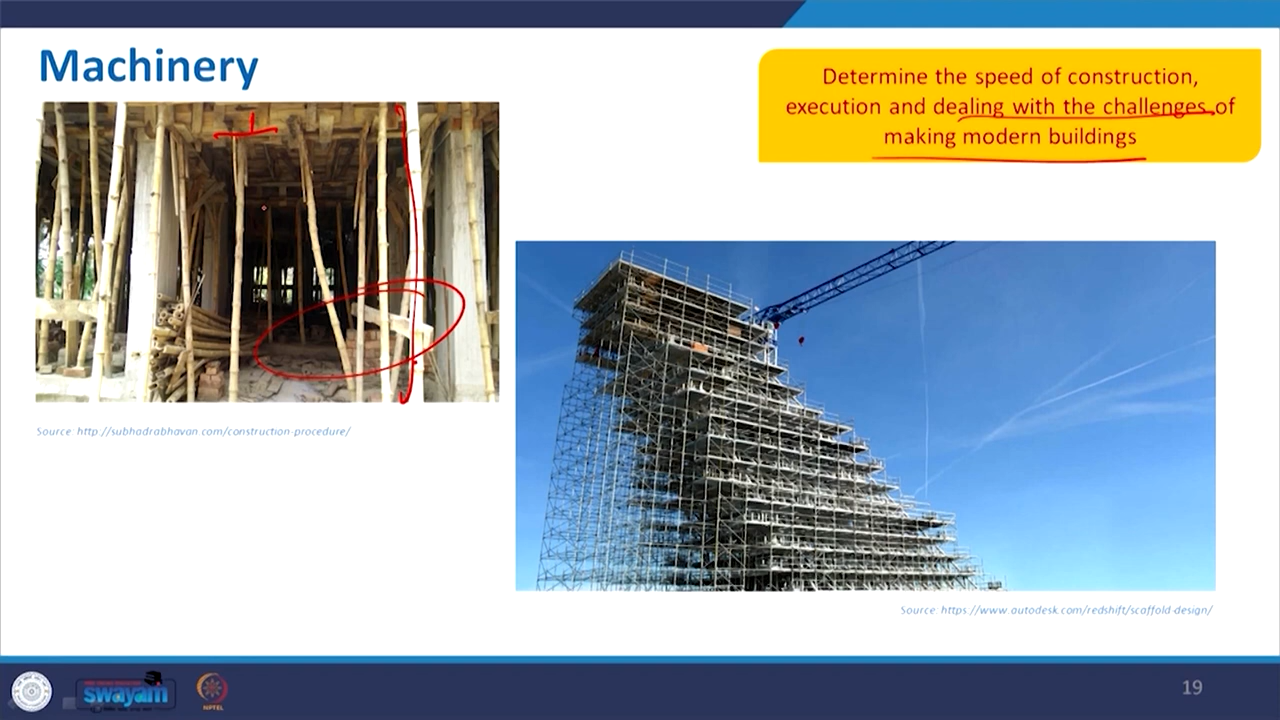 Machinery
Determine the speed of construction,
execution and dealing with the challenges of
making modern buildings
Source: http://subhadrabhavan.com/construction-procedure/
Source: https://www.autodesk.com/redshift/scaffold-design/
swayam
NPTEL
19